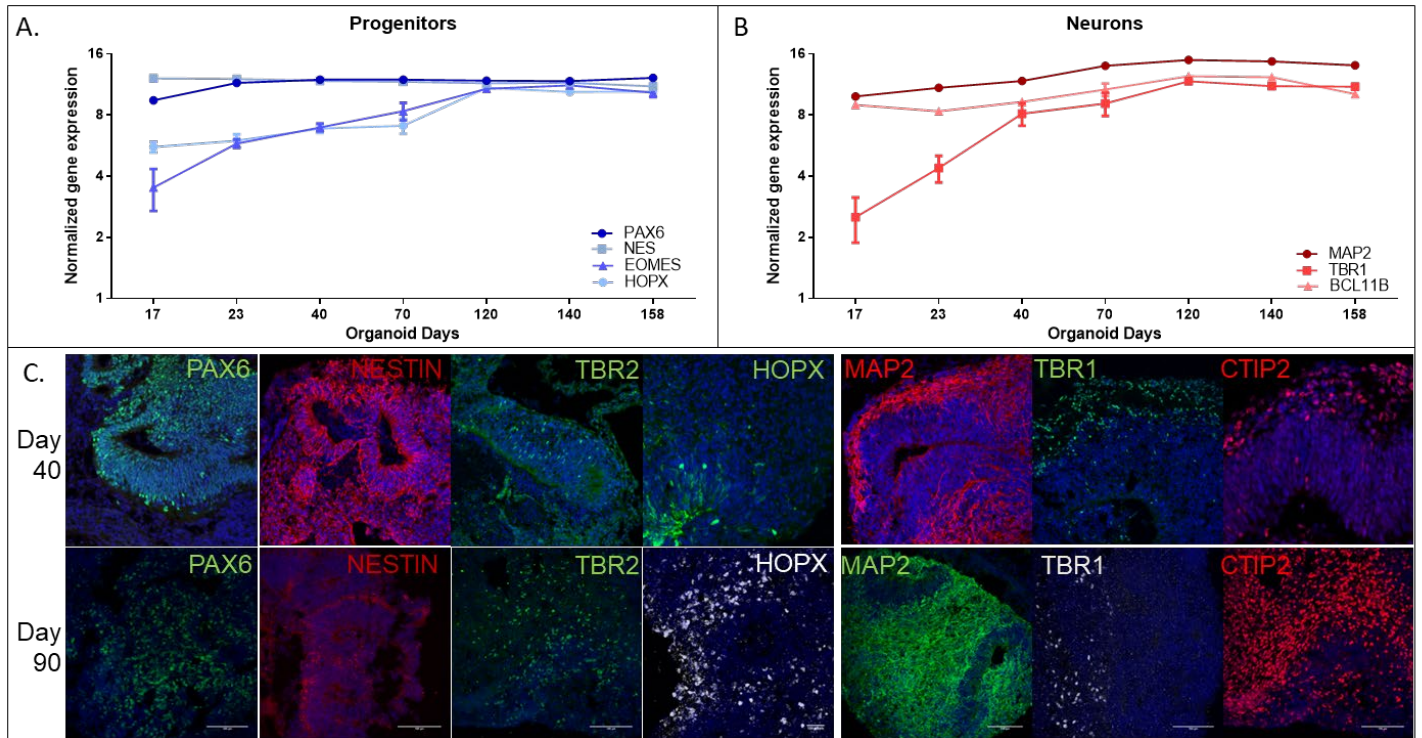 A.
Progenitors
Normalized gene expression
16
8
4
2
1
17 23 40 70 120 140 158
Organoid Days
PAX6
NES
EOMES
HOPX
B
Neurons
Normalized gene expression
16
8
4
2
1
17 23 40 70 120 140 158
Organoid Days
MAP2
TBR1
BCL11B
C.
Day
40
PAX6 NESTIN TBR2 HOPX MAP2 TBR1 CTIP2
Day
90
PAX6 NESTIN TBR2 HOPX MAP2 TBR1 CTIP2